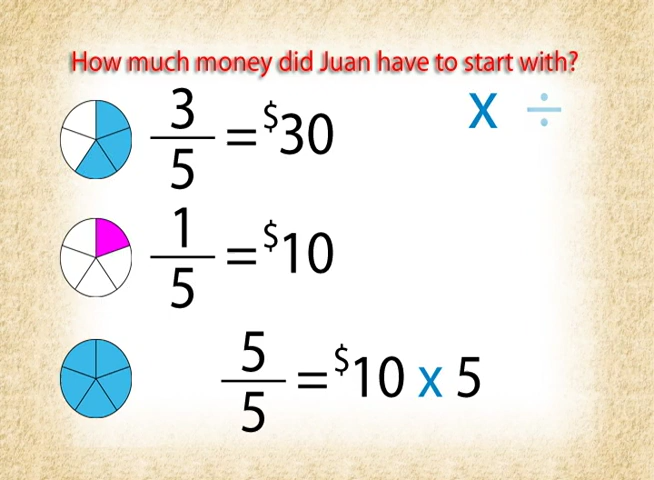 How much money did Juan have to start with?
3/5 = $30
x ÷
1/5 = $10
5/5 = $10 x 5